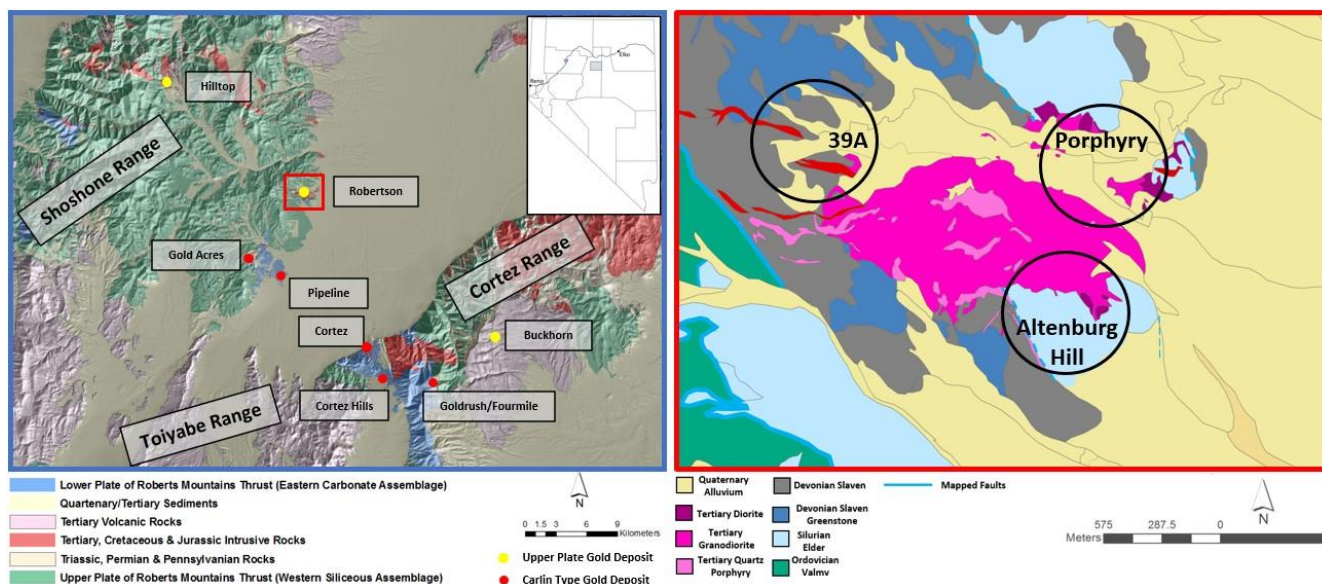 Reno
Elko
Hilltop
Shoshone Range
Robertson
Gold Acres
Pipeline
Cortez Range
Cortez
Buckhorn
Toiyabe Range
Cortez Hills
Goldrush/Fourmile
39A
Porphyry
Altenburg
Hill
Lower Plate of Roberts Mountains Thrust (Eastern Carbonate Assemblage)
Quartenary/Tertiary Sediments
Tertiary Volcanic Rocks
Tertiary, Cretaceous & Jurassic Intrusive Rocks
Triassic, Permian & Pennsylvanian Rocks
Upper Plate of Roberts Mountains Thrust (Western Siliceous Assemblage)
N
0 1.5 3 6 9
Kilometers
Upper Plate Gold Deposit
Carlin Type Gold Deposit
Quaternary
Alluvium
Tertiary Diorite
Tertiary
Granodiorite
Tertiary Quartz
Porphyry
Devonian Slaven
Devonian Slaven
Greenstone
Silurian
Elder
Ordovician
Valmy
Mapped Faults
575 287.5 0
Meters
N